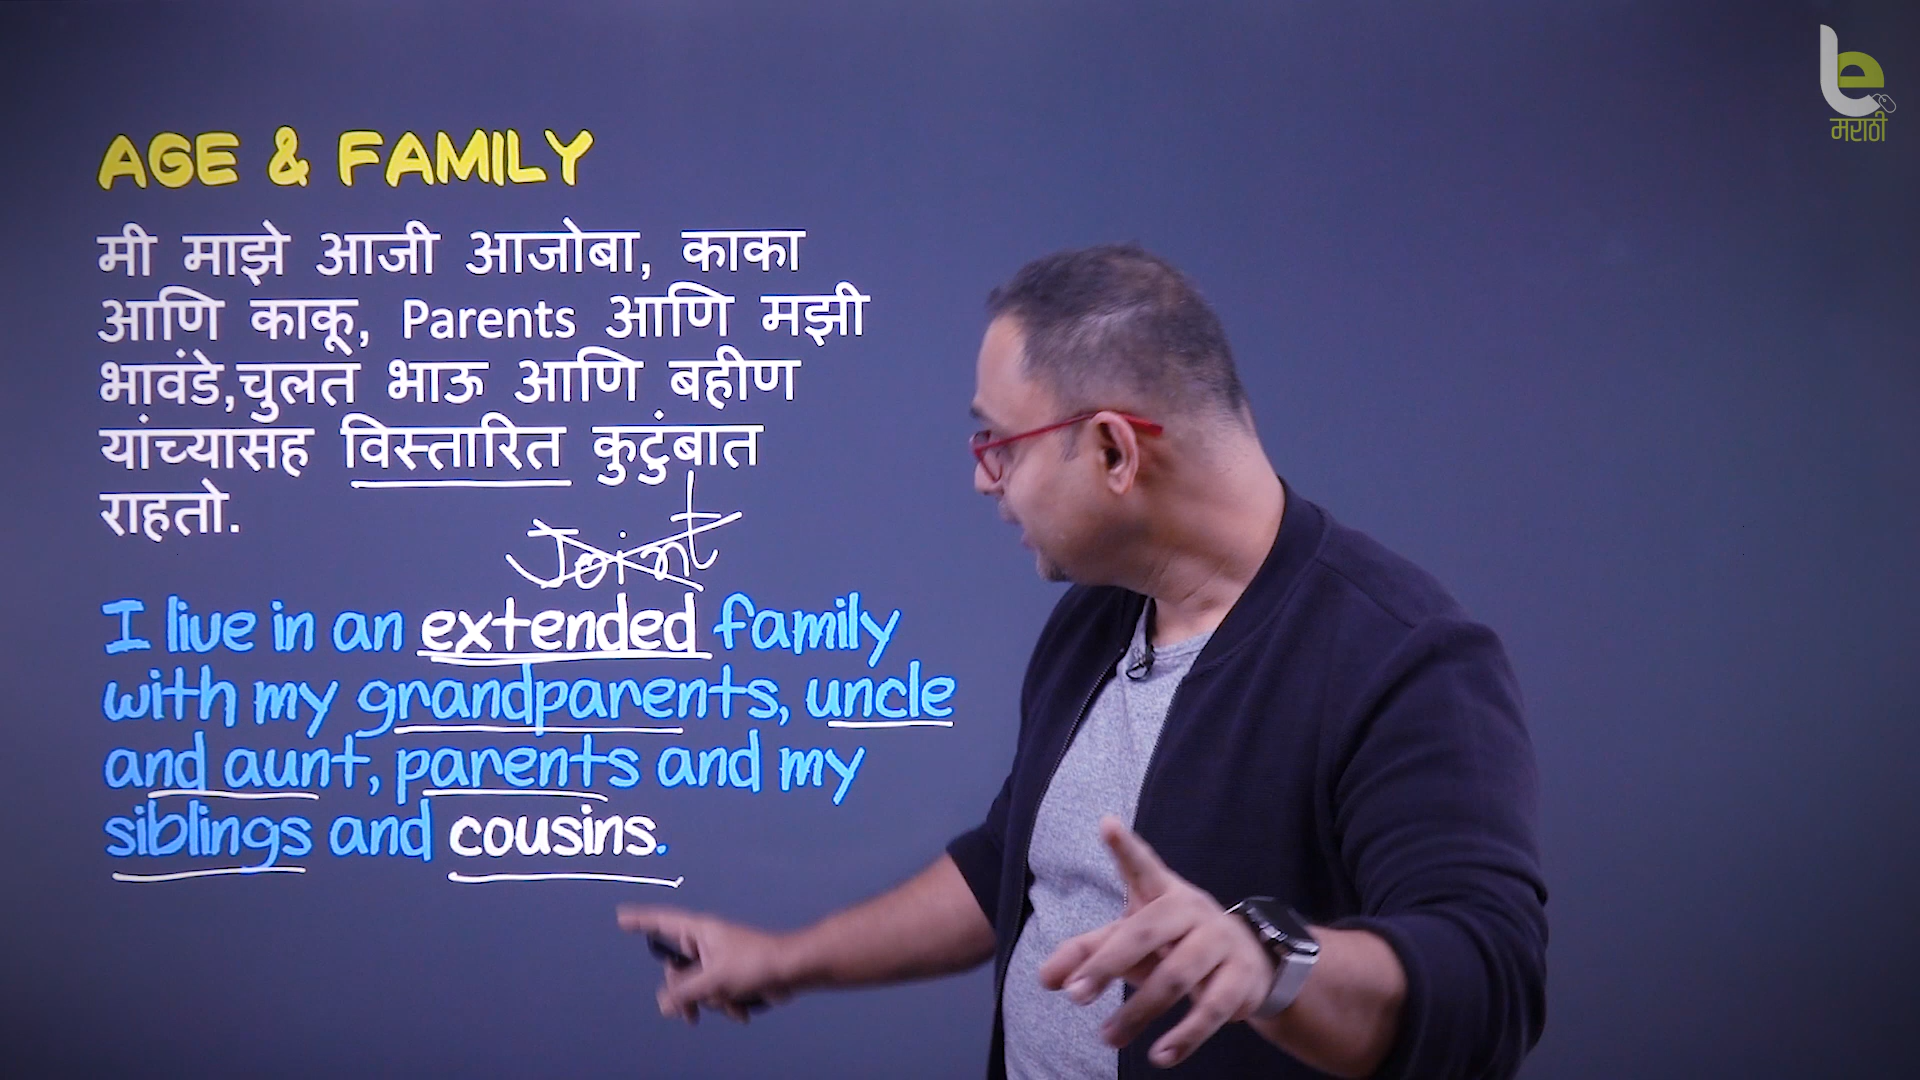 AGE & FAMILY
मी माझे आजी आजोबा, काका
आणि काकू, Parents आणि मझी
भावंडे,चुलत भाऊ आणि बहीण
यांच्यासह विस्तारित कुटुंबात
राहतो.
Joint
I live in an extended family
with my grandparents, uncle
and aunt, parents and my
siblings and cousins.
Le
मराठी